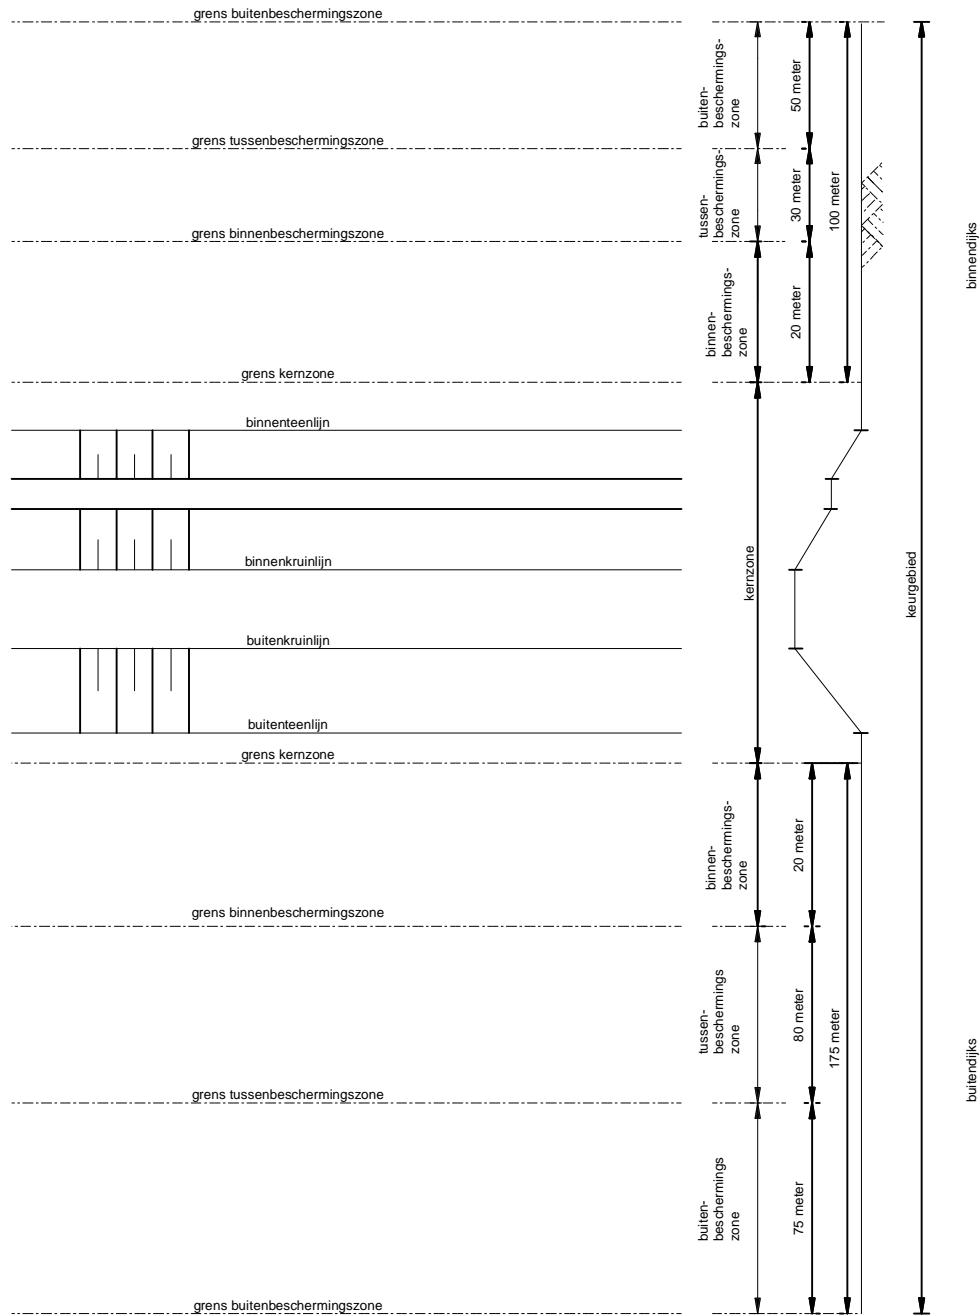 grens buitenbeschermingszone
grens tussenbeschermingszone
grens binnenbeschermingszone
grens kernzone
binnenteenlijn
binnenkruinlijn
buitenkruinlijn
buitenteenlijn
grens kernzone
grens binnenbeschermingszone
grens tussenbeschermingszone
grens buitenbeschermingszone
buiten-
beschermings-
zone
tussen-
beschermings-
zone
binnen-
beschermings-
zone
kernzone
binnen-
beschermings-
zone
tussen-
beschermings
zone
buiten-
beschermings
zone
50 meter
30 meter
20 meter
100 meter
20 meter
80 meter
75 meter
175 meter
keurgebied
binnendijks
buitendijks